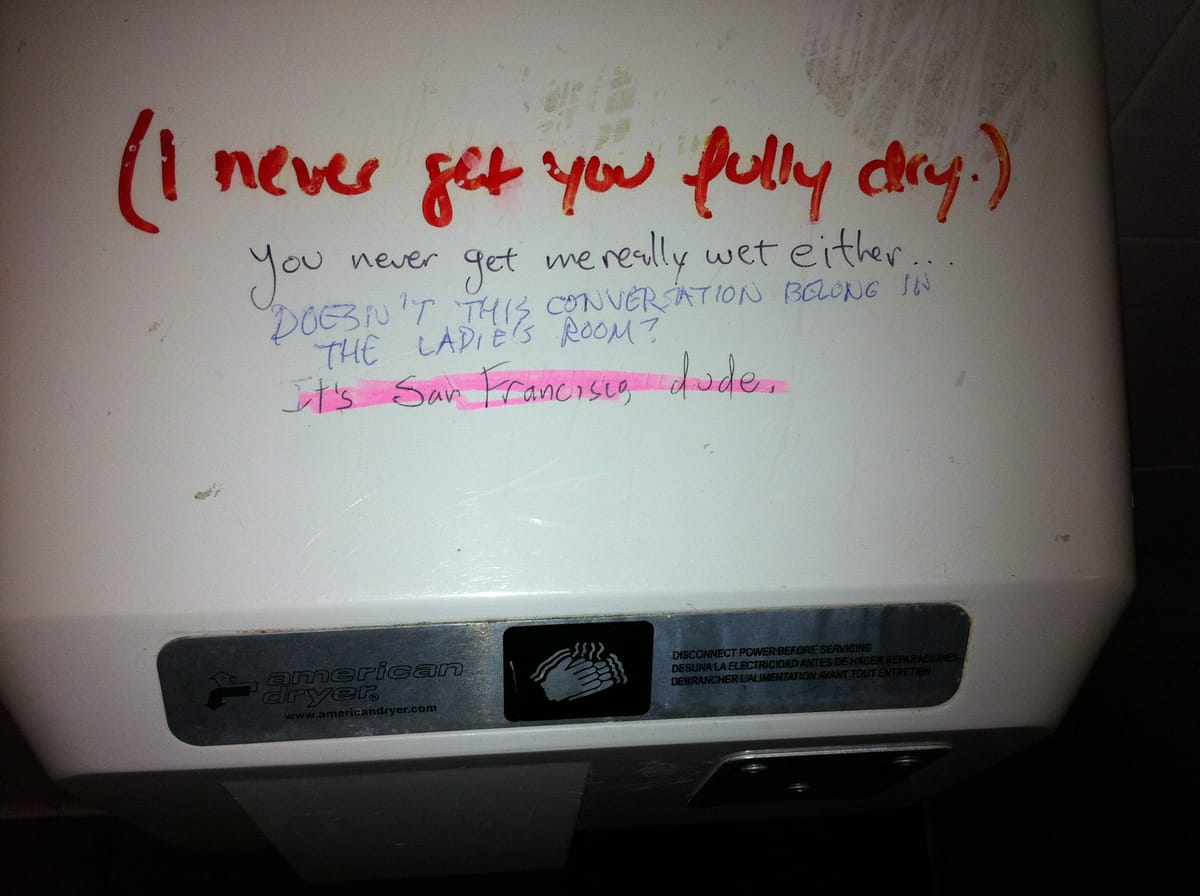 (I never get you fully dry.)
You never get me really wet either....
DOESN'T THIS CONVERSATION BELONG IN
THE LADIE'S ROOM?
It's San Francisco, dude.
american
dryer®
www.americandryer.com
DISCONNECT POWER BEFORE SERVICING
DESUNA LA ELECTRICIDAD ANTES DE HACER REPARACIONES
DEBRANCHER L'ALIMENTATION AVANT TOUT ENTRETIEN